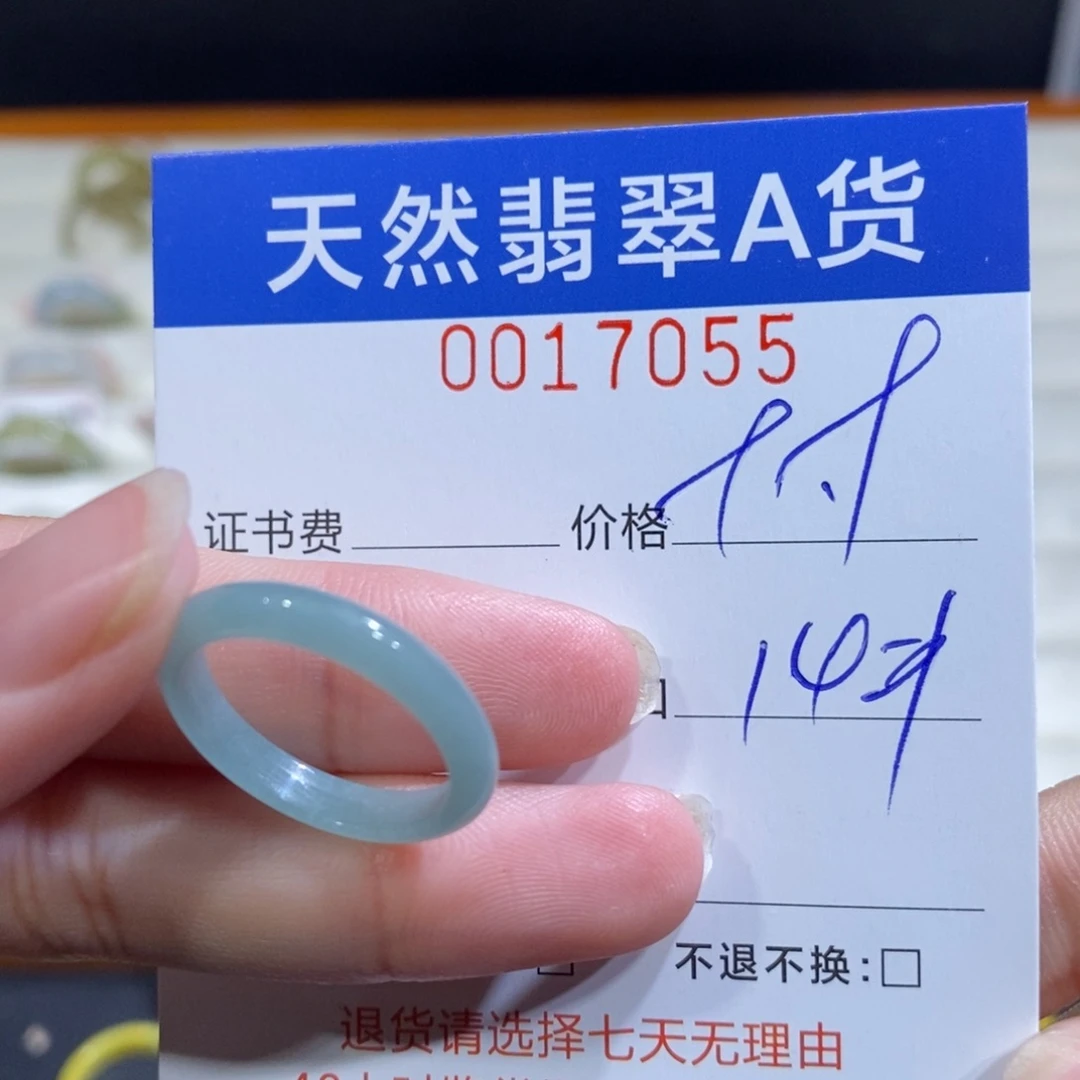 天然翡翠A货
0017055
证书费 价格 付
14#
不退不换:□
退货请选择七天无理由